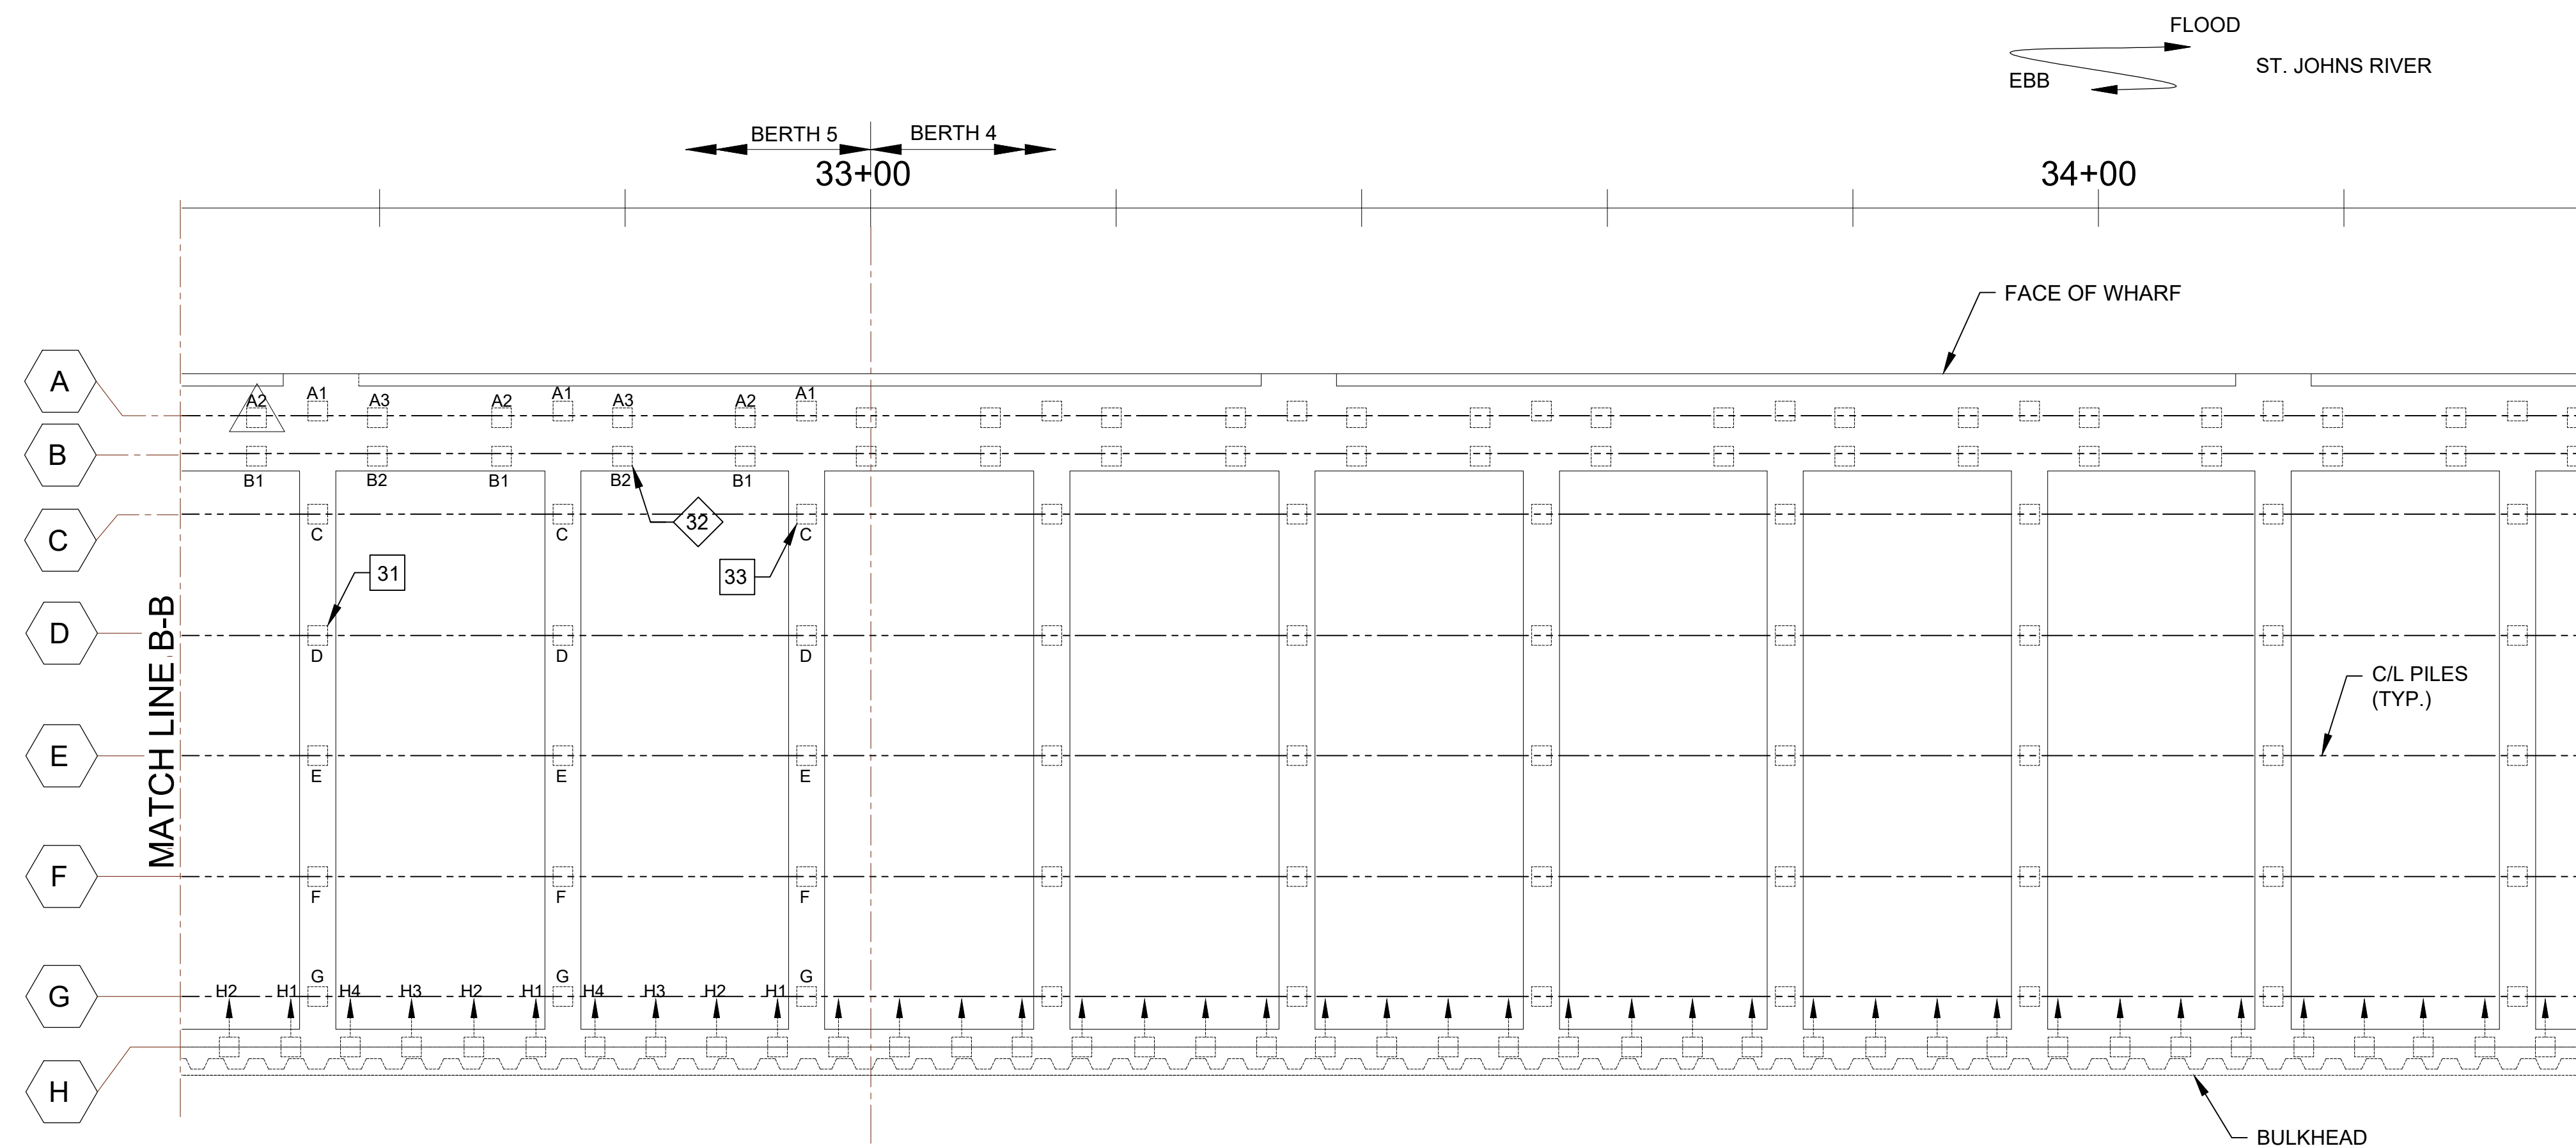 FLOOD
EBB
ST. JOHNS RIVER
BERTH 5
BERTH 4
33+00
34+00
FACE OF WHARF
A
A2
A1
A3
A2
A1
A3
A2
A1
B
B1
B2
B1
B2
B1
32
C
C
C
C
31
33
D
D
D
D
MATCH LINE B-B
C/L PILES
(TYP.)
E
E
E
E
F
F
F
F
G
G
G
G
H2
H1
H4
H3
H2
H1
H4
H3
H2
H1
H
BULKHEAD